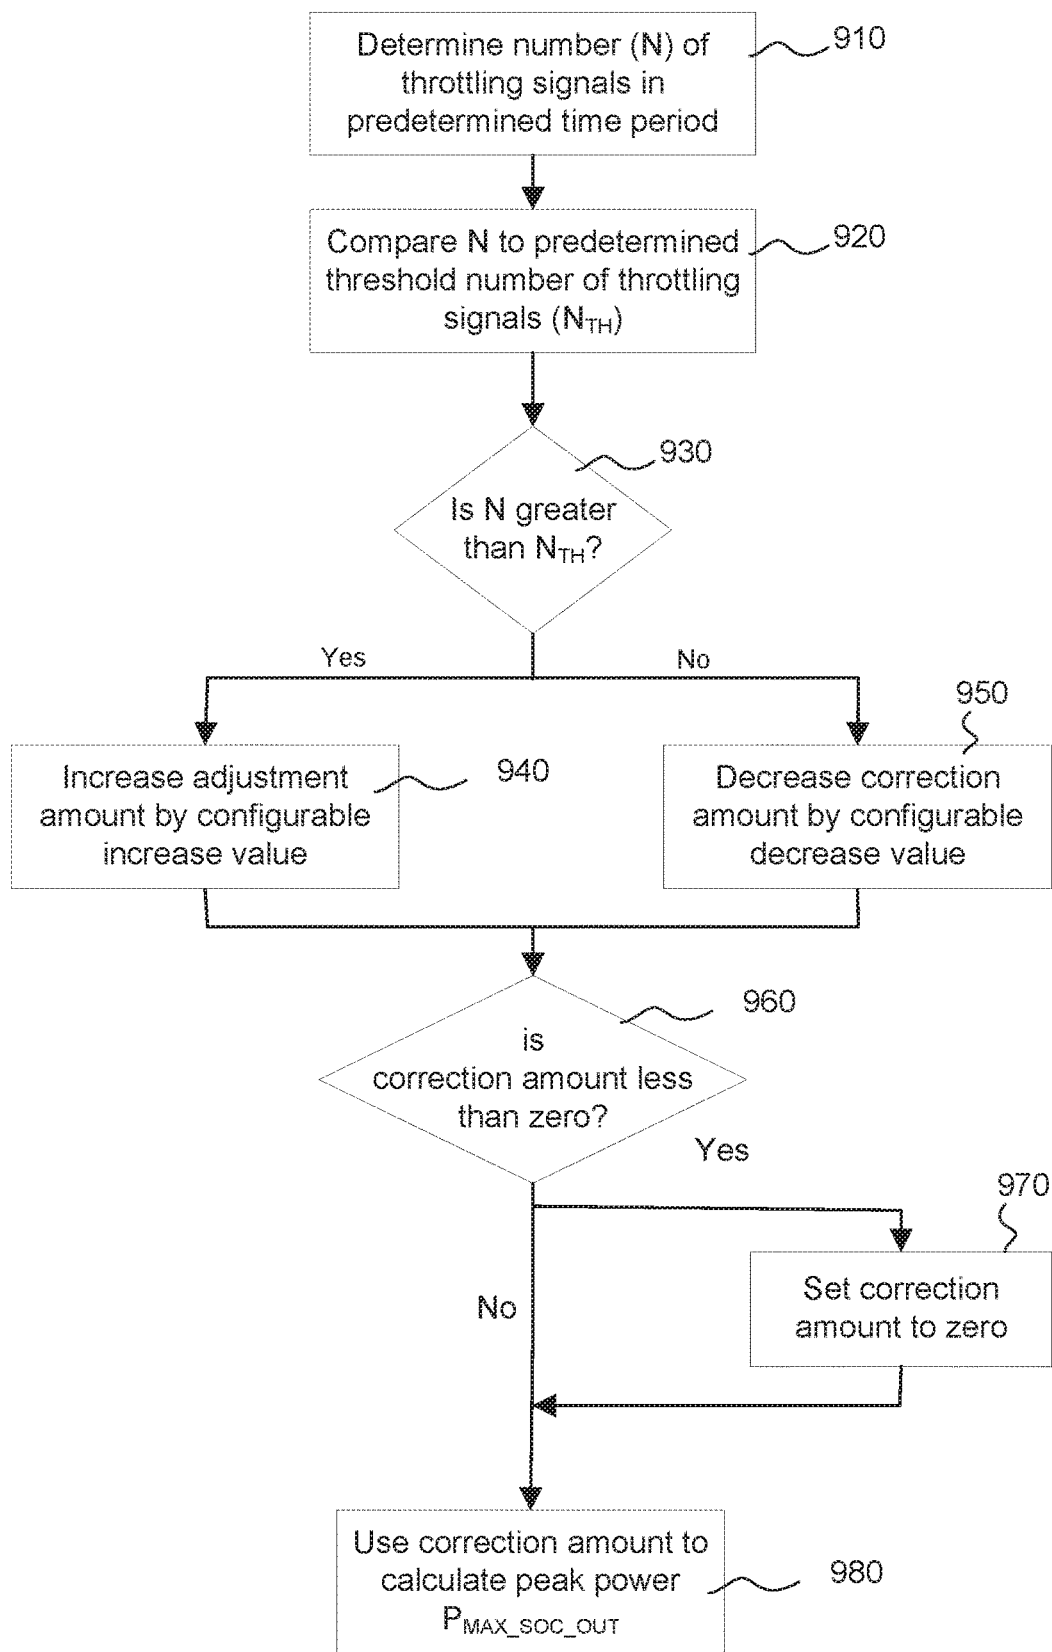 Determine number (N) of
throttling signals in
predetermined time period
910
Compare N to predetermined
threshold number of throttling
signals (N_TH)
920
930
Is N greater
than N_TH?
Yes
No
Increase adjustment
amount by configurable
increase value
940
950
Decrease correction
amount by configurable
decrease value
960
is
correction amount less
than zero?
Yes
970
No
Set correction
amount to zero
Use correction amount to
calculate peak power
P_MAX_SOC_OUT
980